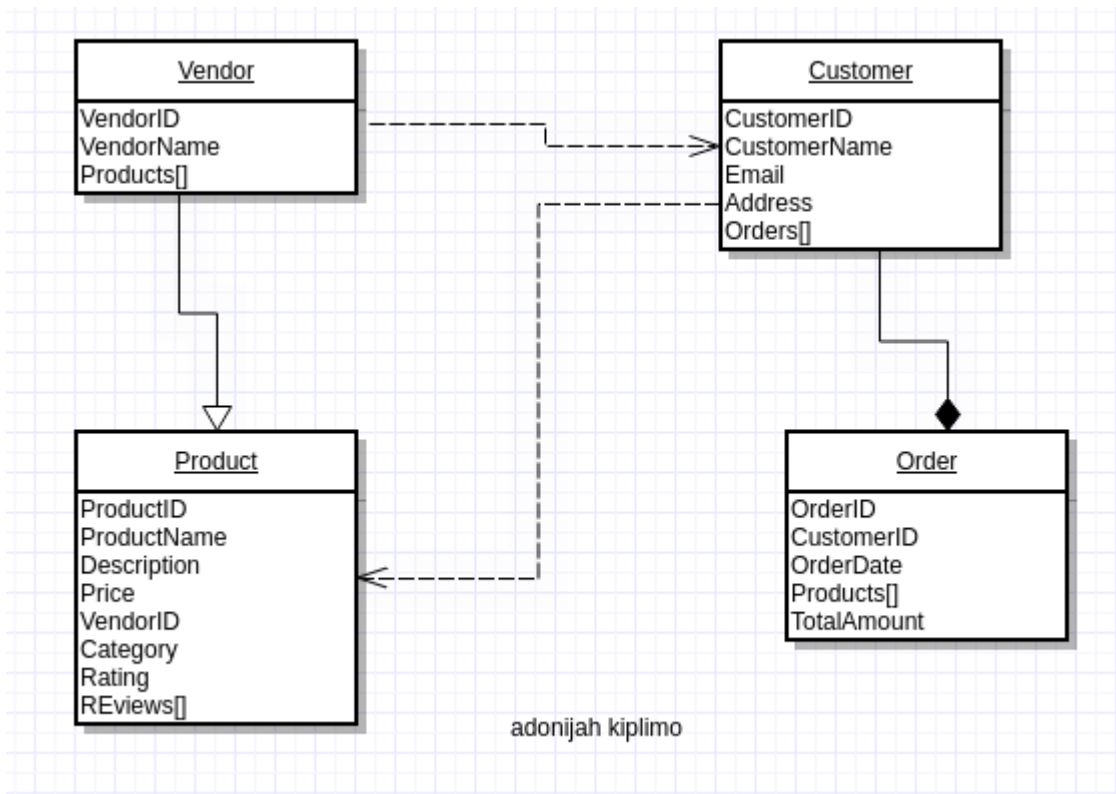 Vendor
VendorID
VendorName
Products[]
Customer
CustomerID
CustomerName
Email
Address
Orders[]
Product
ProductID
ProductName
Description
Price
VendorID
Category
Rating
REviews[]
Order
OrderID
CustomerID
OrderDate
Products[]
TotalAmount
adonijah kiplimo